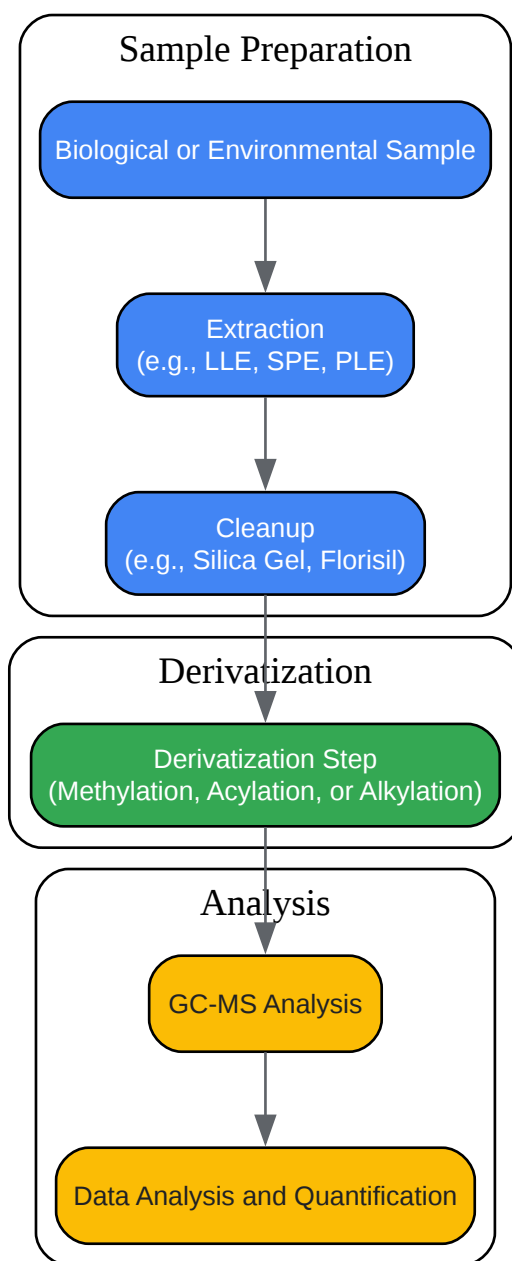 Sample Preparation
Biological or Environmental Sample
Extraction
(e.g., LLE, SPE, PLE)
Cleanup
(e.g., Silica Gel, Florisil)
Derivatization
Derivatization Step
(Methylation, Acylation, or Alkylation)
Analysis
GC-MS Analysis
Data Analysis and Quantification